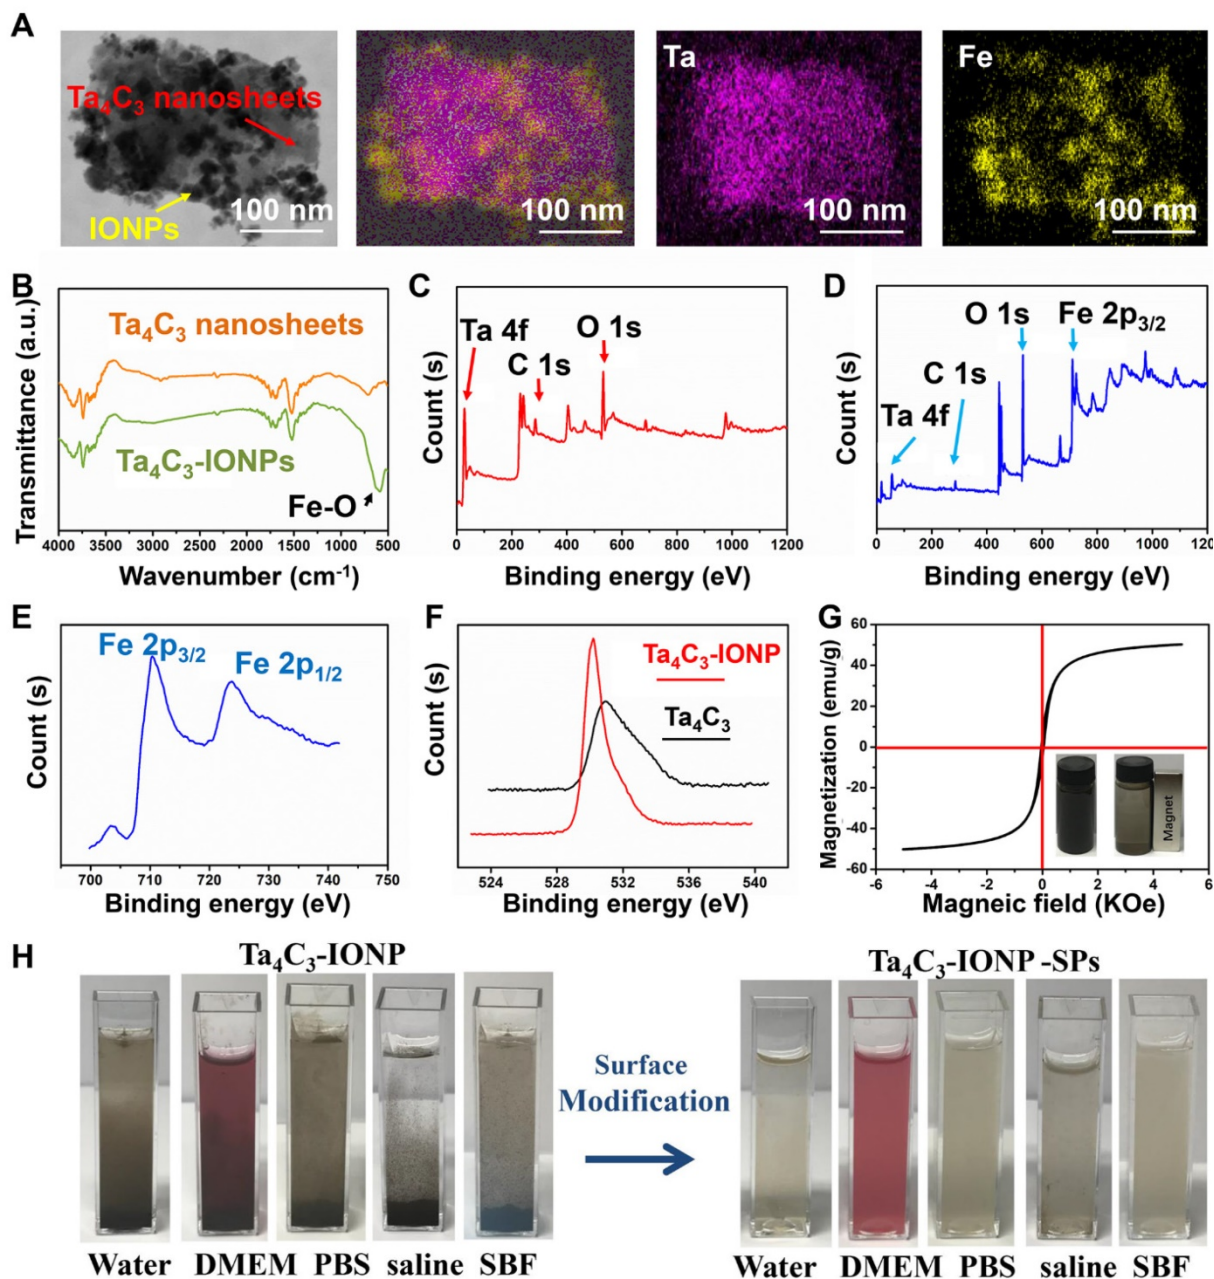 A
Ta₄C₃ nanosheets
IONPs
100 nm
100 nm
Ta
100 nm
Fe
100 nm
B
Transmittance (a.u.)
Ta₄C₃ nanosheets
Ta₄C₃-IONPs
Fe-O
4000 3500 3000 2500 2000 1500 1000 500
Wavenumber (cm⁻¹)
C
Count (s)
Ta 4f
C 1s
O 1s
0 200 400 600 800 1000 1200
Binding energy (eV)
D
Count (s)
Ta 4f
C 1s
O 1s
Fe 2p₃/₂
0 200 400 600 800 1000 1200
Binding energy (eV)
E
Count (s)
Fe 2p₃/₂
Fe 2p₁/₂
700 710 720 730 740 750
Binding energy (eV)
F
Count (s)
Ta₄C₃-IONP
Ta₄C₃
524 528 532 536 540
Binding energy (eV)
G
Magnetization (emu/g)
60
40
20
0
-20
-40
-60
Magnet
-6 -4 -2 0 2 4 6
Magneic field (KOe)
H
Ta₄C₃-IONP
Water DMEM PBS saline SBF
Surface
Modification
Ta₄C₃-IONP -SPs
Water DMEM PBS saline SBF